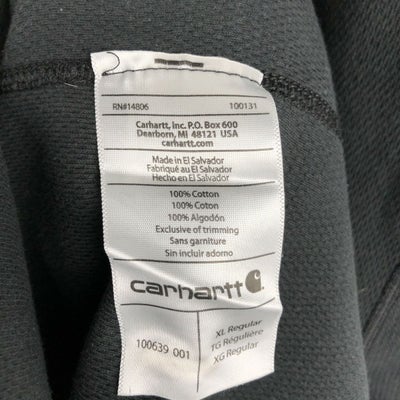 RN#14806 100131
Carhartt, Inc. P.O. Box 600
Dearborn, MI 48121 USA
carhartt.com
Made in El Salvador
Fabriqué au El Salvador
Hecho en El Salvador
100% Cotton
100% Coton
100% Algodón
Exclusive of trimming
Sans garniture
Sin incluir adorno
carhartt
100639 001
XL Regular
TG Régulière
XG Regular